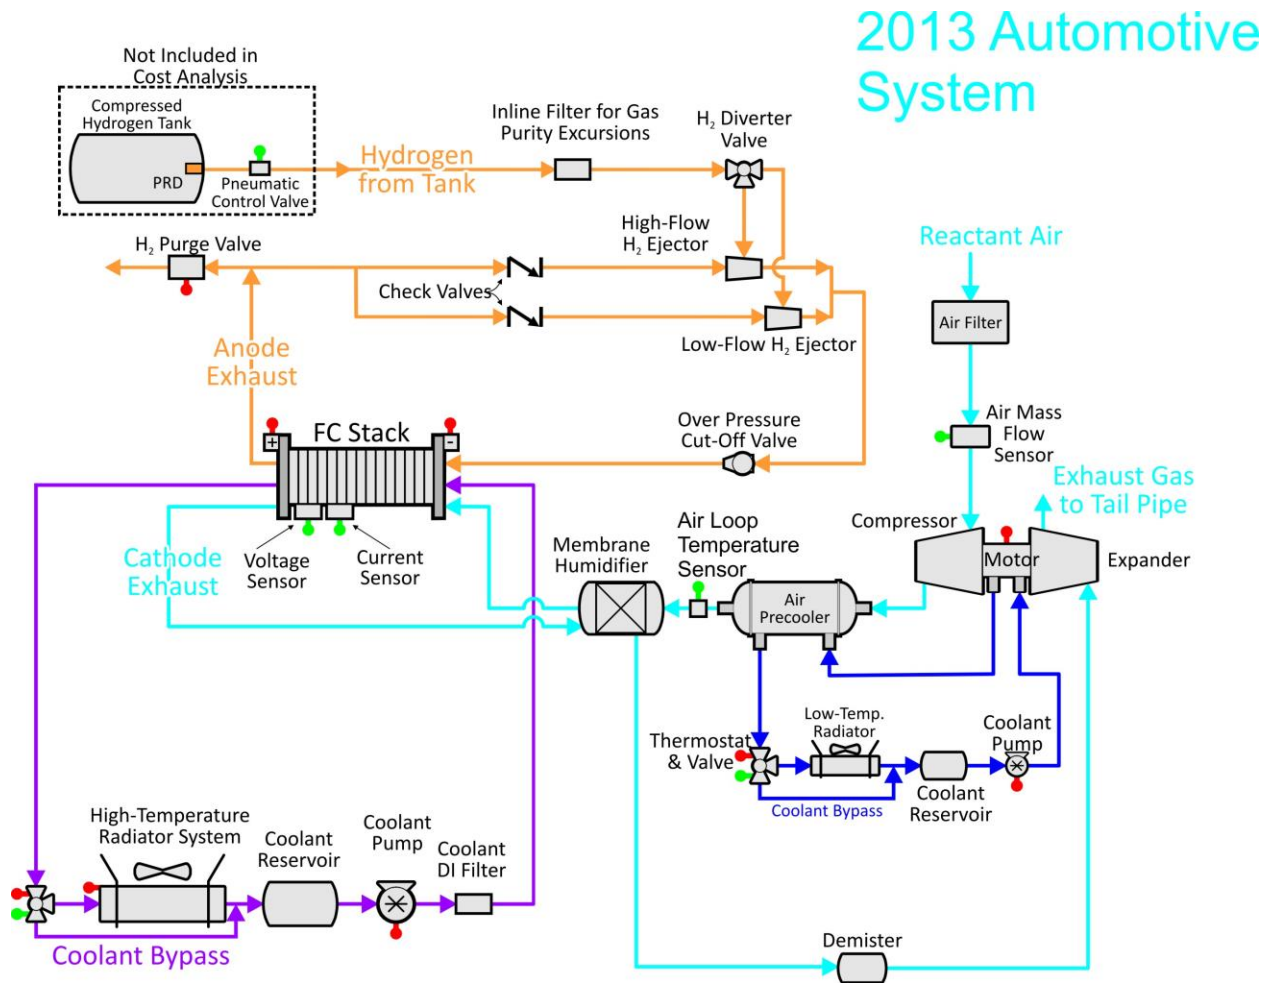 2013 Automotive
System
Not Included in
Cost Analysis
Compressed
Hydrogen Tank
PRD
Pneumatic
Control Valve
Hydrogen
from Tank
Inline Filter for Gas
Purity Excursions
H₂ Diverter
Valve
H₂ Purge Valve
High-Flow
H₂ Ejector
Check Valves
Low-Flow H₂ Ejector
Anode
Exhaust
Reactant Air
Air Filter
Air Mass
Flow
Sensor
Over Pressure
Cut-Off Valve
FC Stack
+
-
Exhaust Gas
to Tail Pipe
Compressor
Motor
Expander
Cathode
Exhaust
Voltage
Sensor
Current
Sensor
Membrane
Humidifier
Air Loop
Temperature
Sensor
Air
Precooler
Thermostat
& Valve
Low-Temp.
Radiator
Coolant
Pump
Coolant Bypass
Coolant
Reservoir
High-Temperature
Radiator System
Coolant
Reservoir
Coolant
Pump
Coolant
DI Filter
Coolant Bypass
Demister